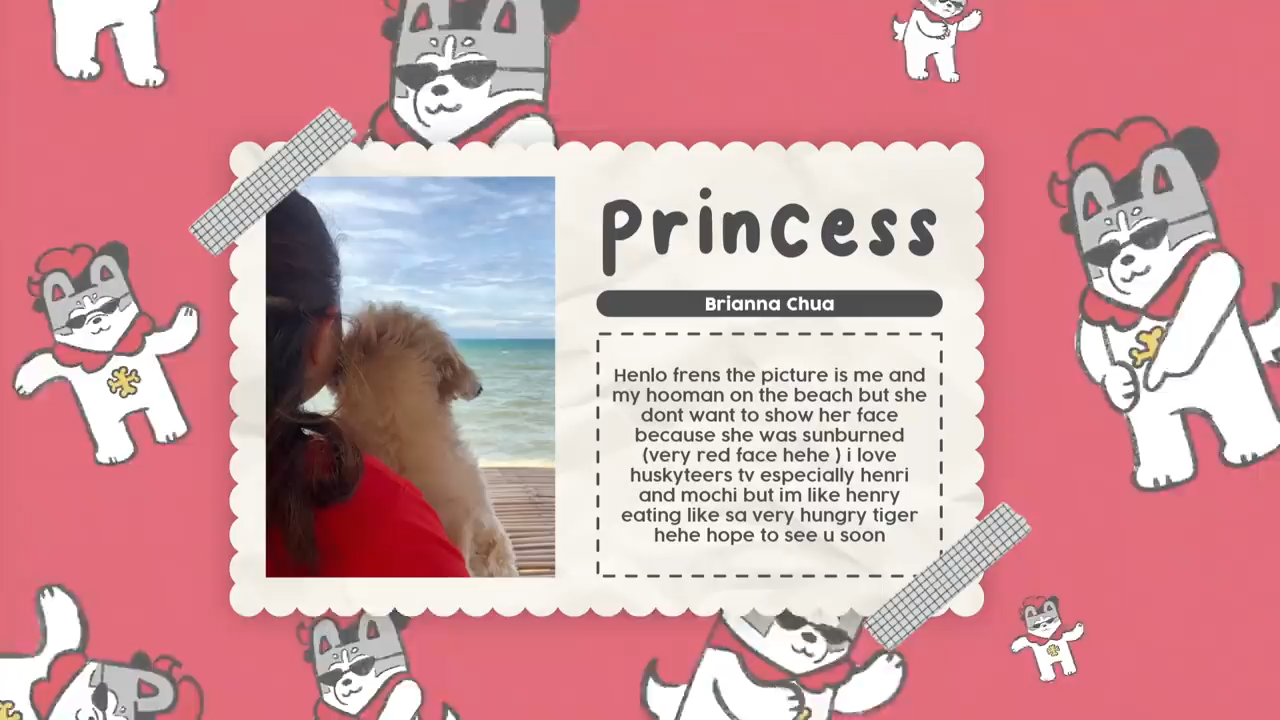 Princess
Brianna Chua
Henlo frens the picture is me and
my hooman on the beach but she
dont want to show her face
because she was sunburned
(very red face hehe ) i love
huskyteers tv especially henri
and mochi but im like henry
eating like sa very hungry tiger
hehe hope to see u soon